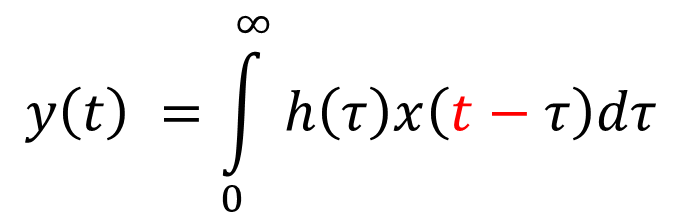 y(t) = ∫₀^∞ h(τ)x(t − τ)dτ